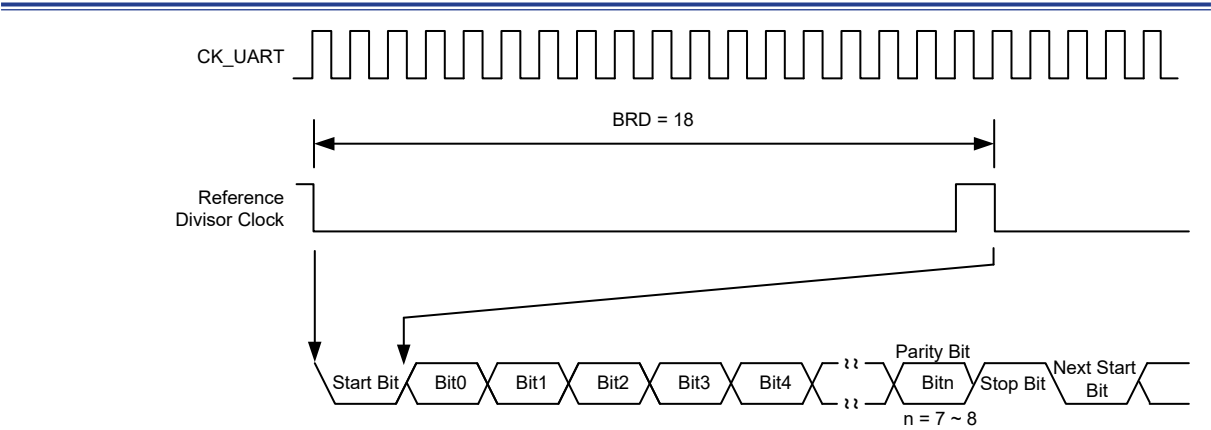 CK_UART
BRD = 18
Reference
Divisor Clock
Parity Bit
Start Bit Bit0 Bit1 Bit2 Bit3 Bit4 Bitn Stop Bit Next Start
Bit
n = 7 ~ 8